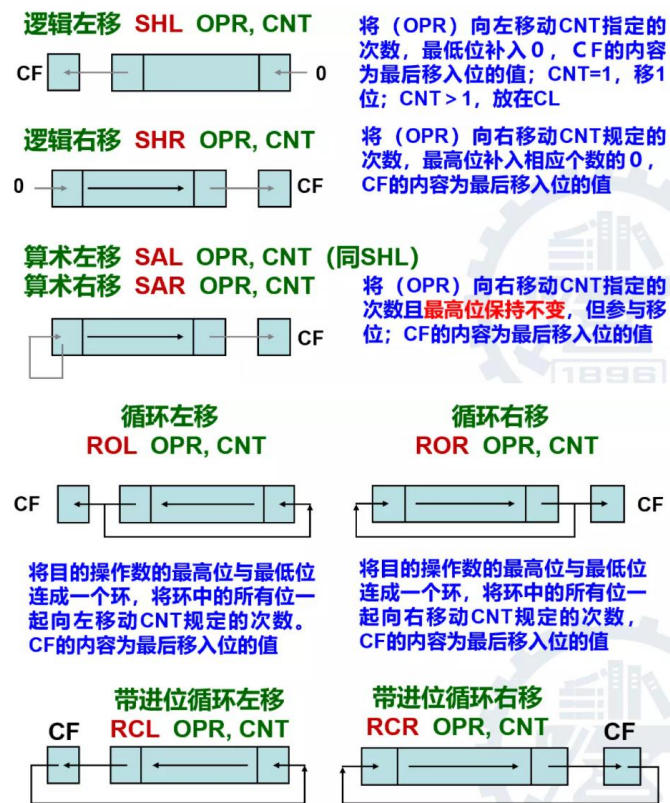 逻辑左移 SHL OPR, CNT
CF
0
将（OPR）向左移动CNT指定的
次数，最低位补入0，CF的内容
为最后移入位的值；CNT=1，移1
位；CNT＞1，放在CL
逻辑右移 SHR OPR, CNT
0
CF
将（OPR）向右移动CNT规定的
次数，最高位补入相应个数的0，
CF的内容为最后移入位的值
算术左移 SAL OPR, CNT（同SHL）
算术右移 SAR OPR, CNT
CF
将（OPR）向右移动CNT指定的
次数且最高位保持不变，但参与移
位；CF的内容为最后移入位的值
1896
循环左移
ROL OPR, CNT
CF
将目的操作数的最高位与最低位
连成一个环，将环中的所有位一
起向左移动CNT规定的次数。
CF的内容为最后移入位的值
循环右移
ROR OPR, CNT
CF
将目的操作数的最高位与最低位
连成一个环，将环中的所有位一
起向右移动CNT规定的次数，
CF的内容为最后移入位的值
带进位循环左移
CF RCL OPR, CNT
带进位循环右移
RCR OPR, CNT CF